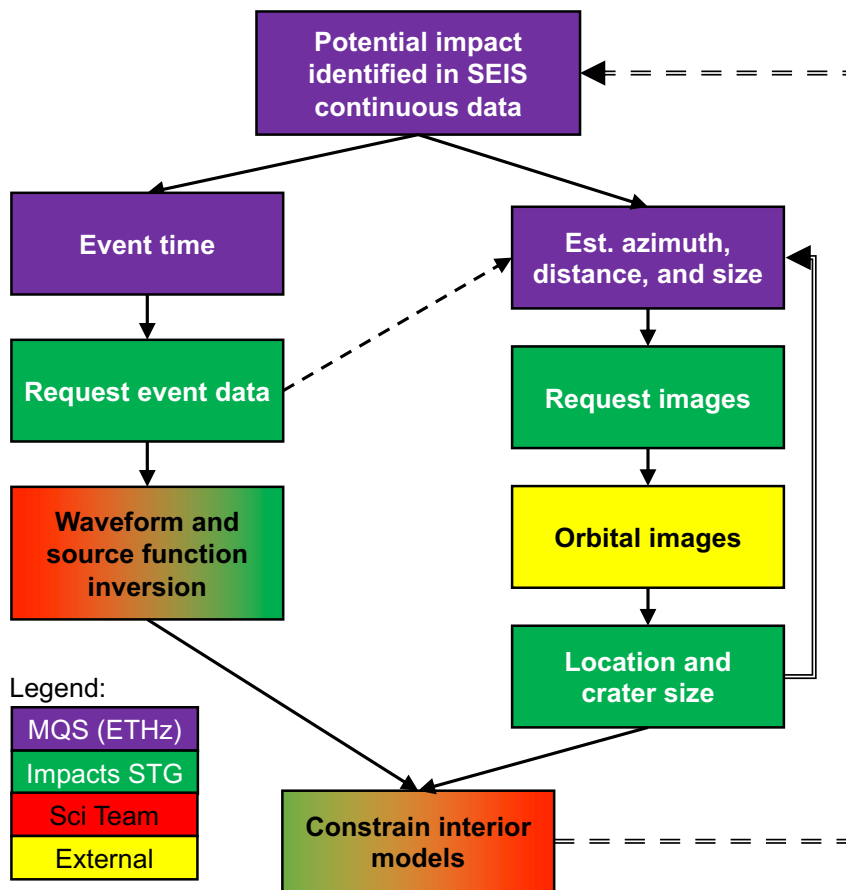 Potential impact
identified in SEIS
continuous data
Event time
Est. azimuth,
distance, and size
Request event data
Request images
Waveform and
source function
inversion
Orbital images
Location and
crater size
Legend:
MQS (ETHz)
Impacts STG
Sci Team
External
Constrain interior
models